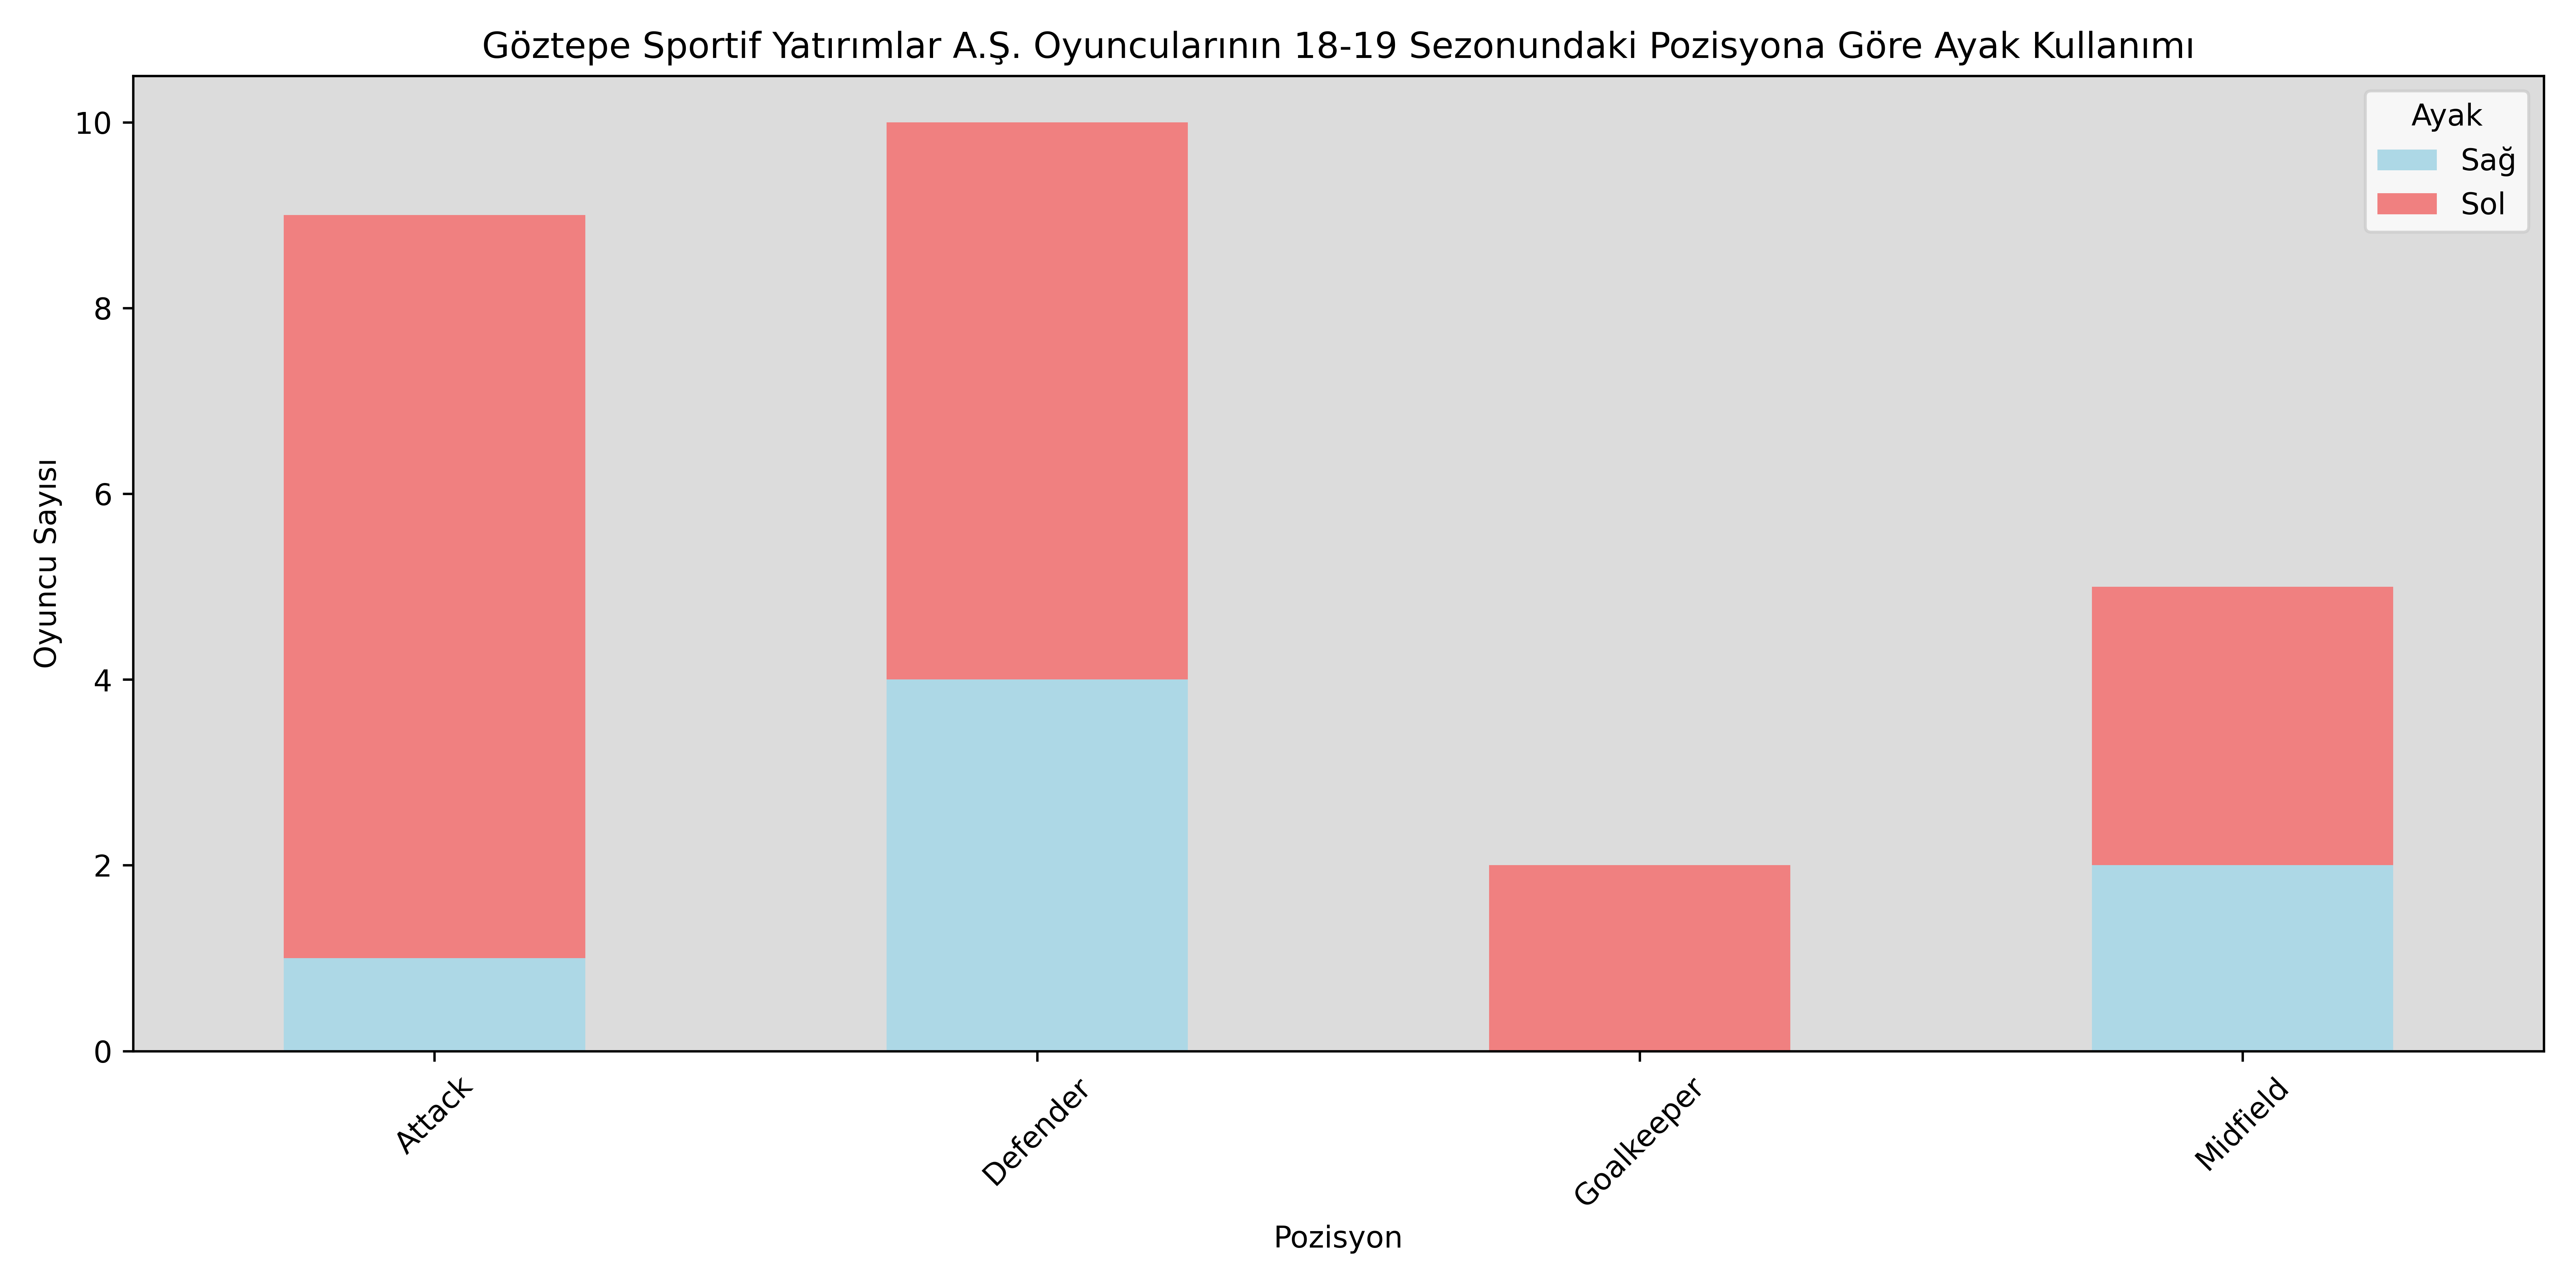 Göztepe Sportif Yatırımlar A.Ş. Oyuncularının 18-19 Sezonundaki Pozisyona Göre Ayak Kullanımı
Ayak
Sağ
Sol
Oyuncu Sayısı
10
8
6
4
2
0
Attack
Defender
Goalkeeper
Midfield
Pozisyon